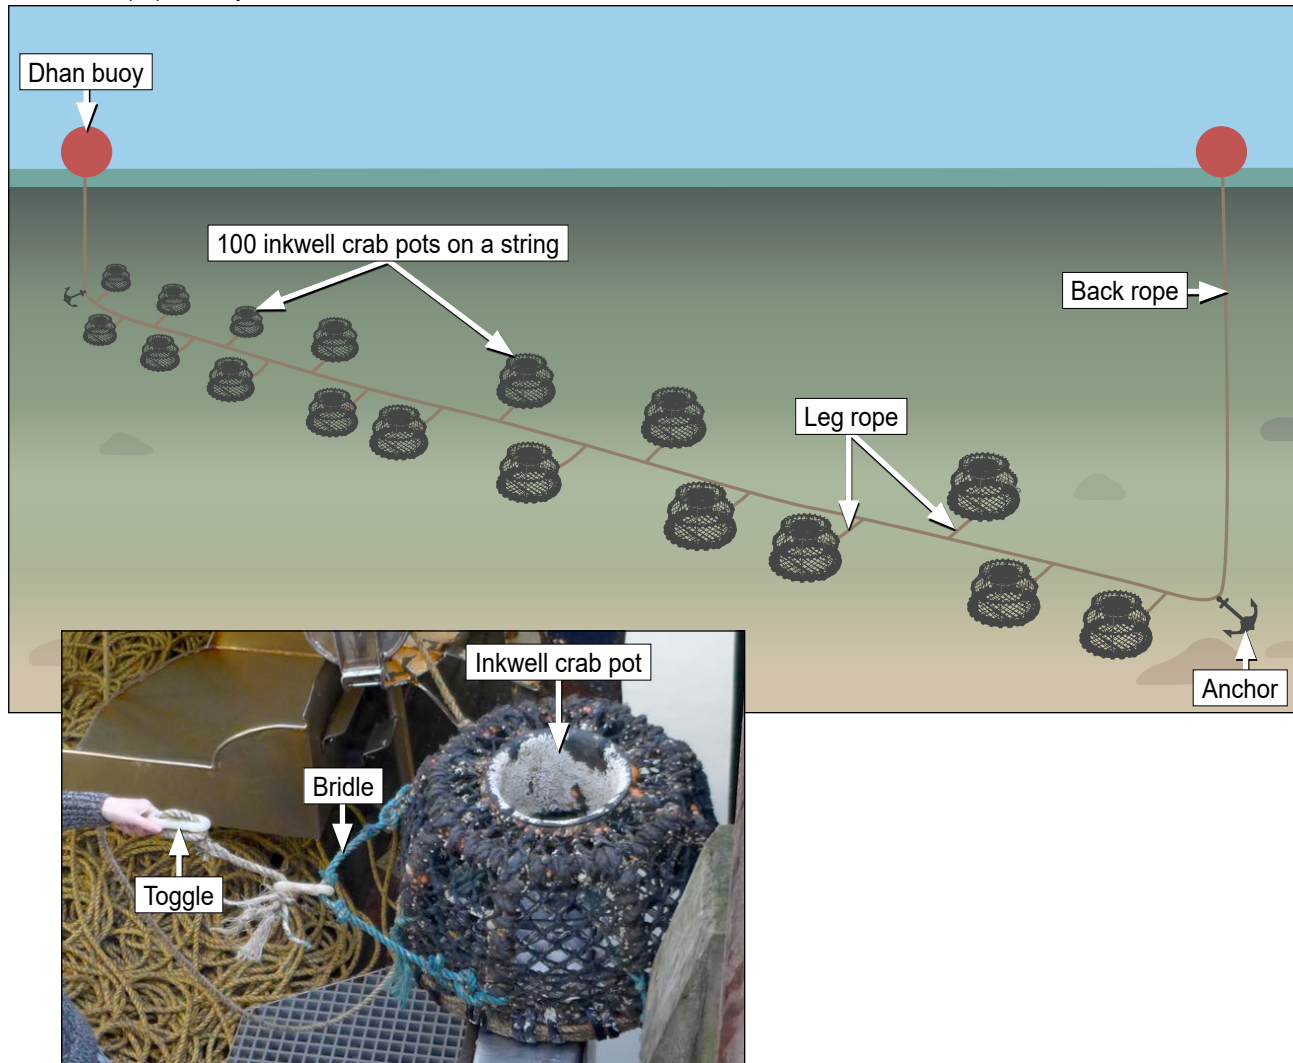 Dhan buoy
100 inkwell crab pots on a string
Back rope
Leg rope
Anchor
Inkwell crab pot
Bridle
Toggle